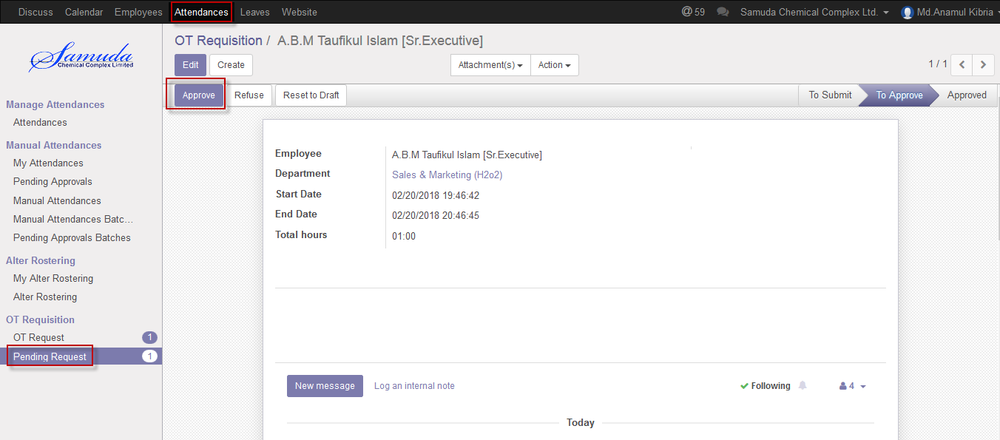 Discuss Calendar Employees Attendances Leaves Website @ 59 Samuda Chemical Complex Ltd. Md.Anamul Kibria
Samuda
Chemical Complex Limited
Manage Attendances
Attendances
Manual Attendances
My Attendances
Pending Approvals
Manual Attendances
Manual Attendances Batc...
Pending Approvals Batches
Alter Rostering
My Alter Rostering
Alter Rostering
OT Requisition
OT Request 1
Pending Request 1
OT Requisition / A.B.M Taufikul Islam [Sr.Executive]
Edit Create Attachment(s) Action 1 / 1
Approve Refuse Reset to Draft To Submit To Approve Approved
Employee A.B.M Taufikul Islam [Sr.Executive]
Department Sales & Marketing (H2o2)
Start Date 02/20/2018 19:46:42
End Date 02/20/2018 20:46:45
Total hours 01:00
New message Log an internal note Following 4
Today